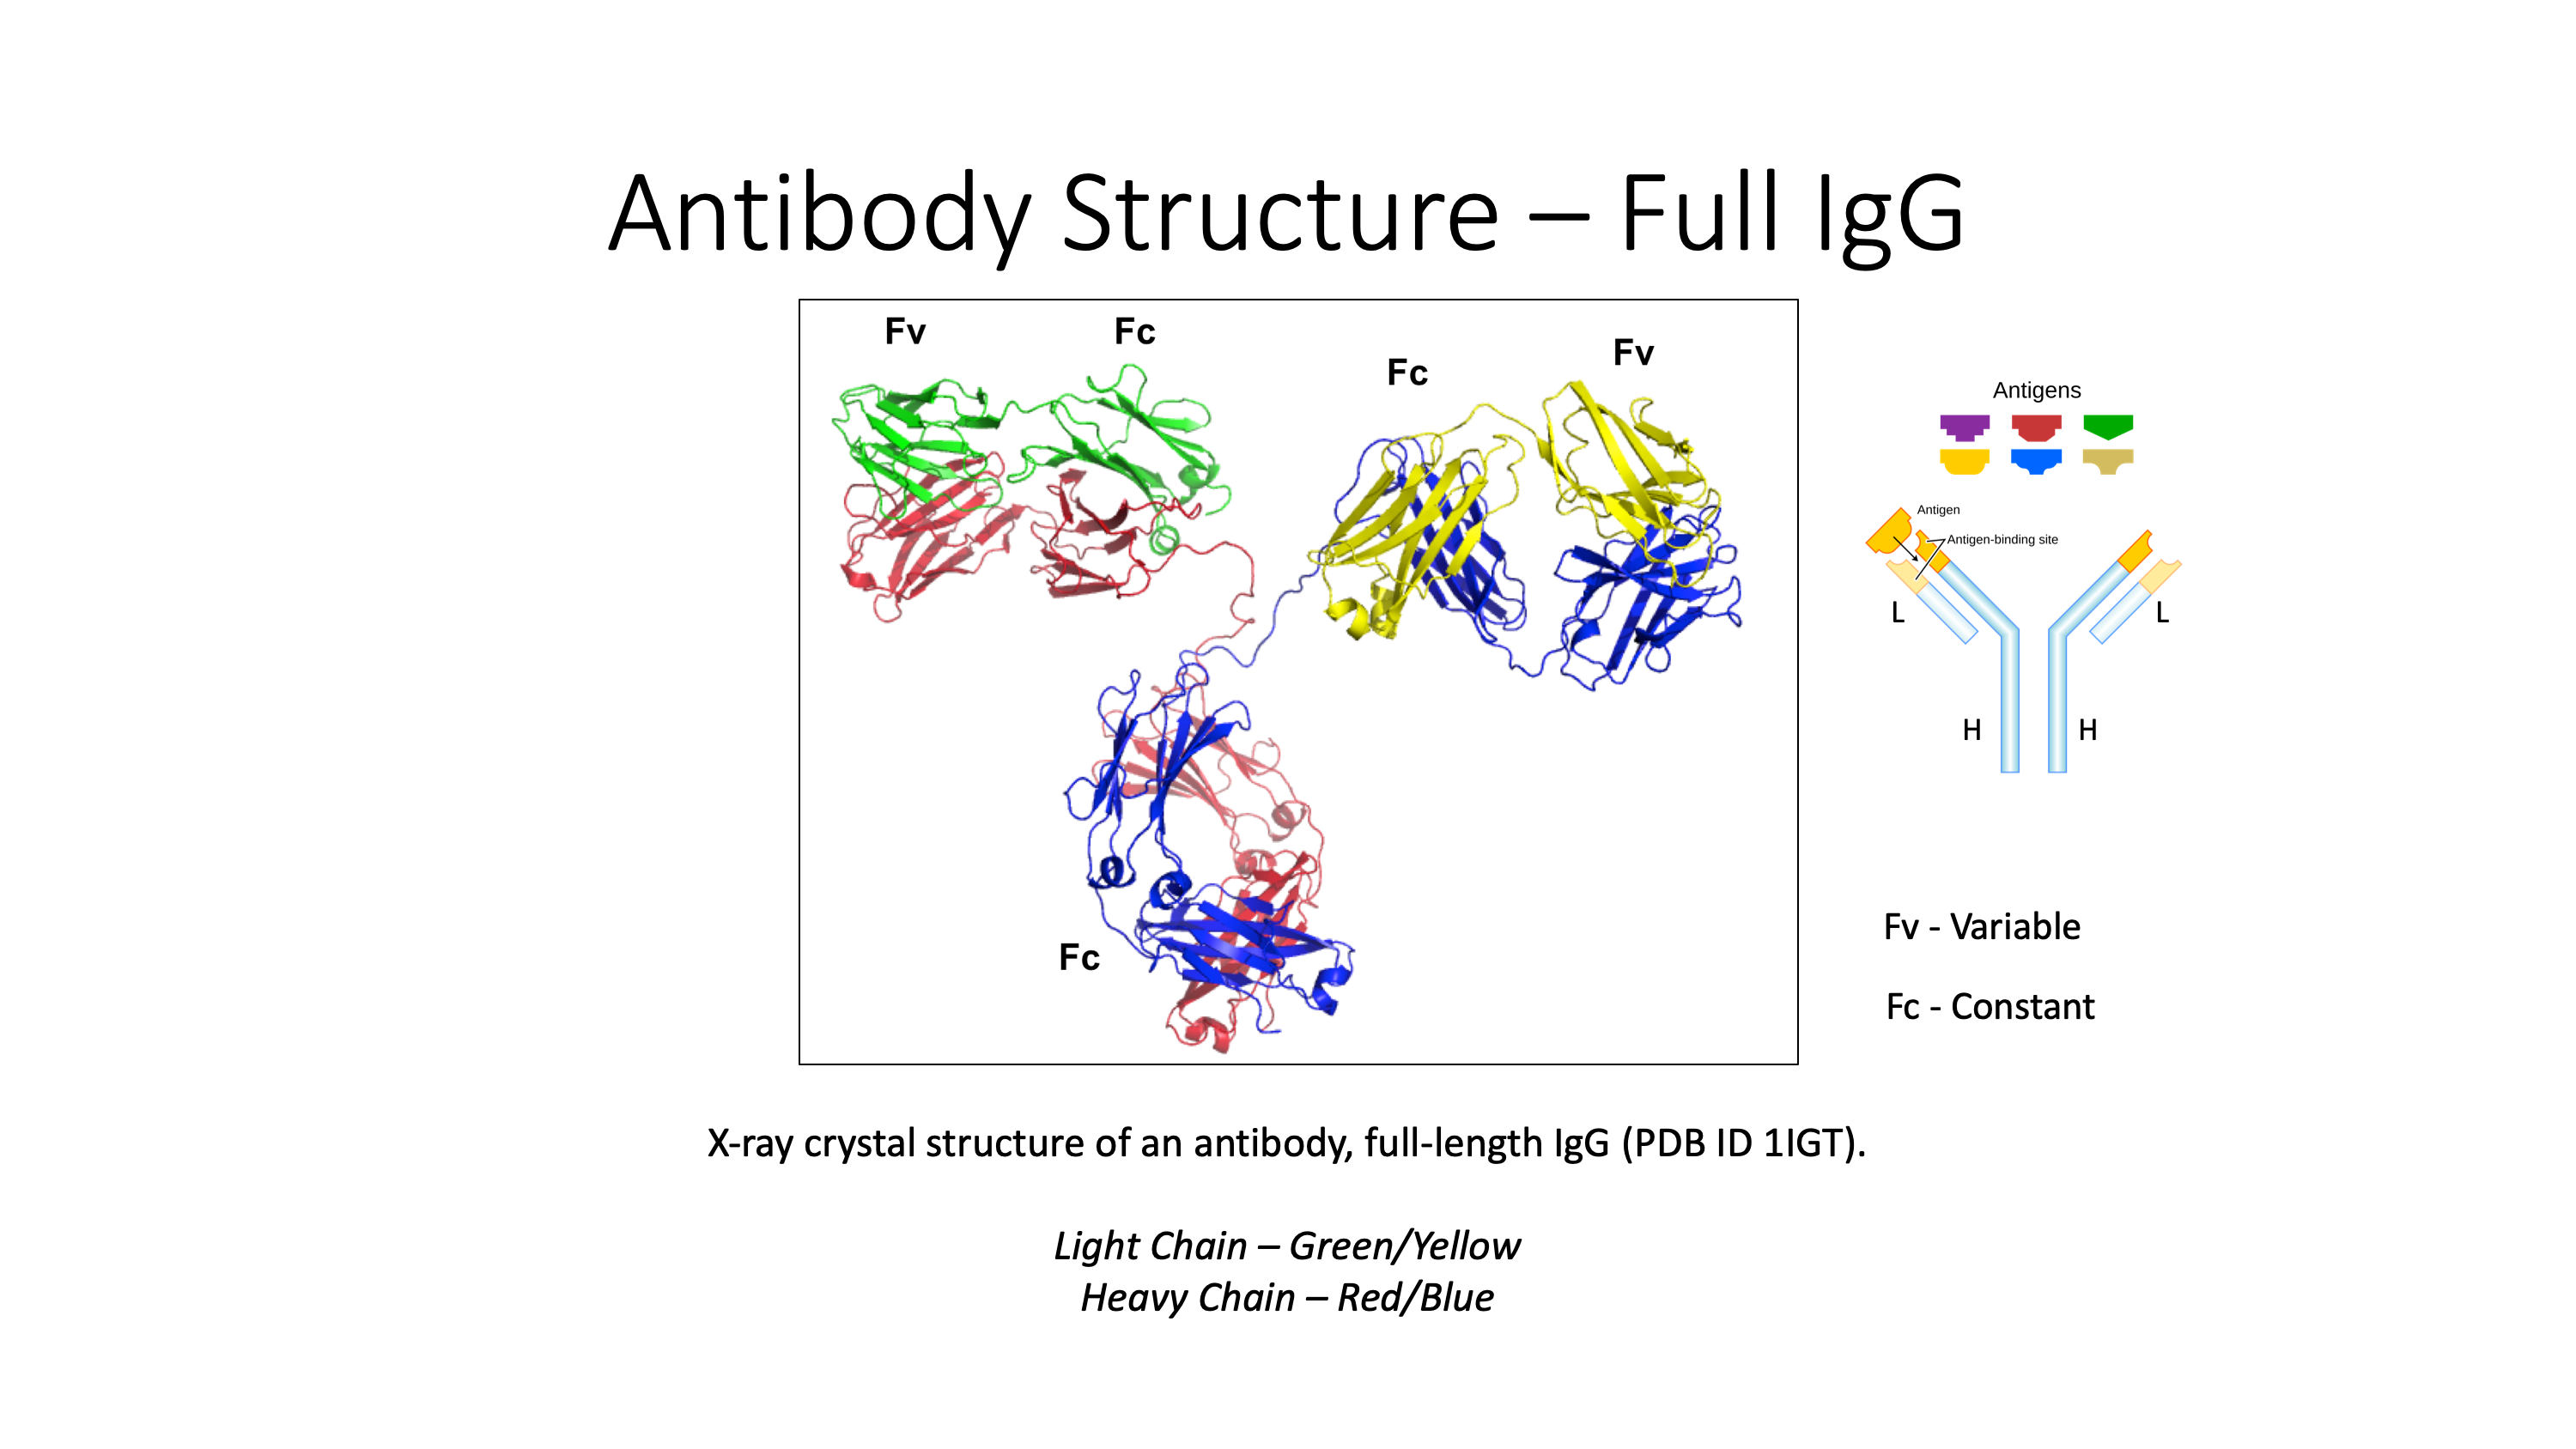 Antibody Structure – Full IgG
Fv
Fc
Fc
Fv
Antigens
Antigen
Antigen-binding site
L
L
H
H
Fc
Fv - Variable
Fc - Constant
X-ray crystal structure of an antibody, full-length IgG (PDB ID 1IGT).
Light Chain – Green/Yellow
Heavy Chain – Red/Blue